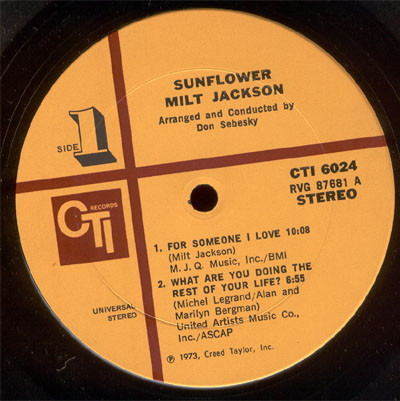 SUNFLOWER
MILT JACKSON
Arranged and Conducted by
Don Sebesky
SIDE 1
CTI 6024
RVG 87681 A
STEREO
RECORDS
CTI
1. FOR SOMEONE I LOVE 10:08
(Milt Jackson)
M. J. Q. Music, Inc./BMI
2. WHAT ARE YOU DOING THE
REST OF YOUR LIFE? 6:55
(Michel Legrand/Alan and
Marilyn Bergman)
United Artists Music Co.,
Inc./ASCAP
UNIVERSAL
STEREO
℗ 1973, Creed Taylor, Inc.